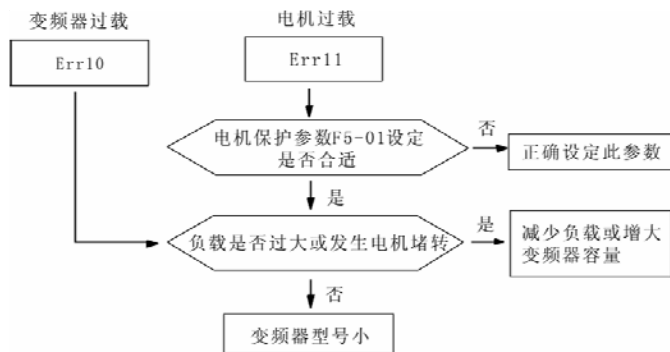 变频器过载
电机过载
Err10
Err11
电机保护参数F5-01设定
是否合适
否
正确设定此参数
是
负载是否过大或发生电机堵转
是
减少负载或增大
变频器容量
否
变频器型号小